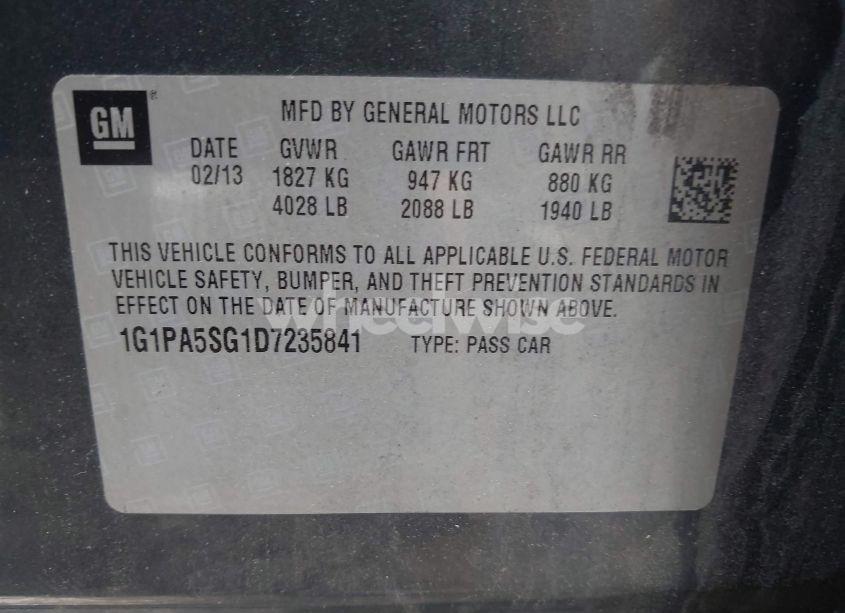 GM
MFD BY GENERAL MOTORS LLC
DATE GVWR GAWR FRT GAWR RR
02/13 1827 KG 947 KG 880 KG
4028 LB 2088 LB 1940 LB
THIS VEHICLE CONFORMS TO ALL APPLICABLE U.S. FEDERAL MOTOR
VEHICLE SAFETY, BUMPER, AND THEFT PREVENTION STANDARDS IN
EFFECT ON THE DATE OF MANUFACTURE SHOWN ABOVE.
wheelwise
1G1PA5SG1D7235841 TYPE: PASS CAR